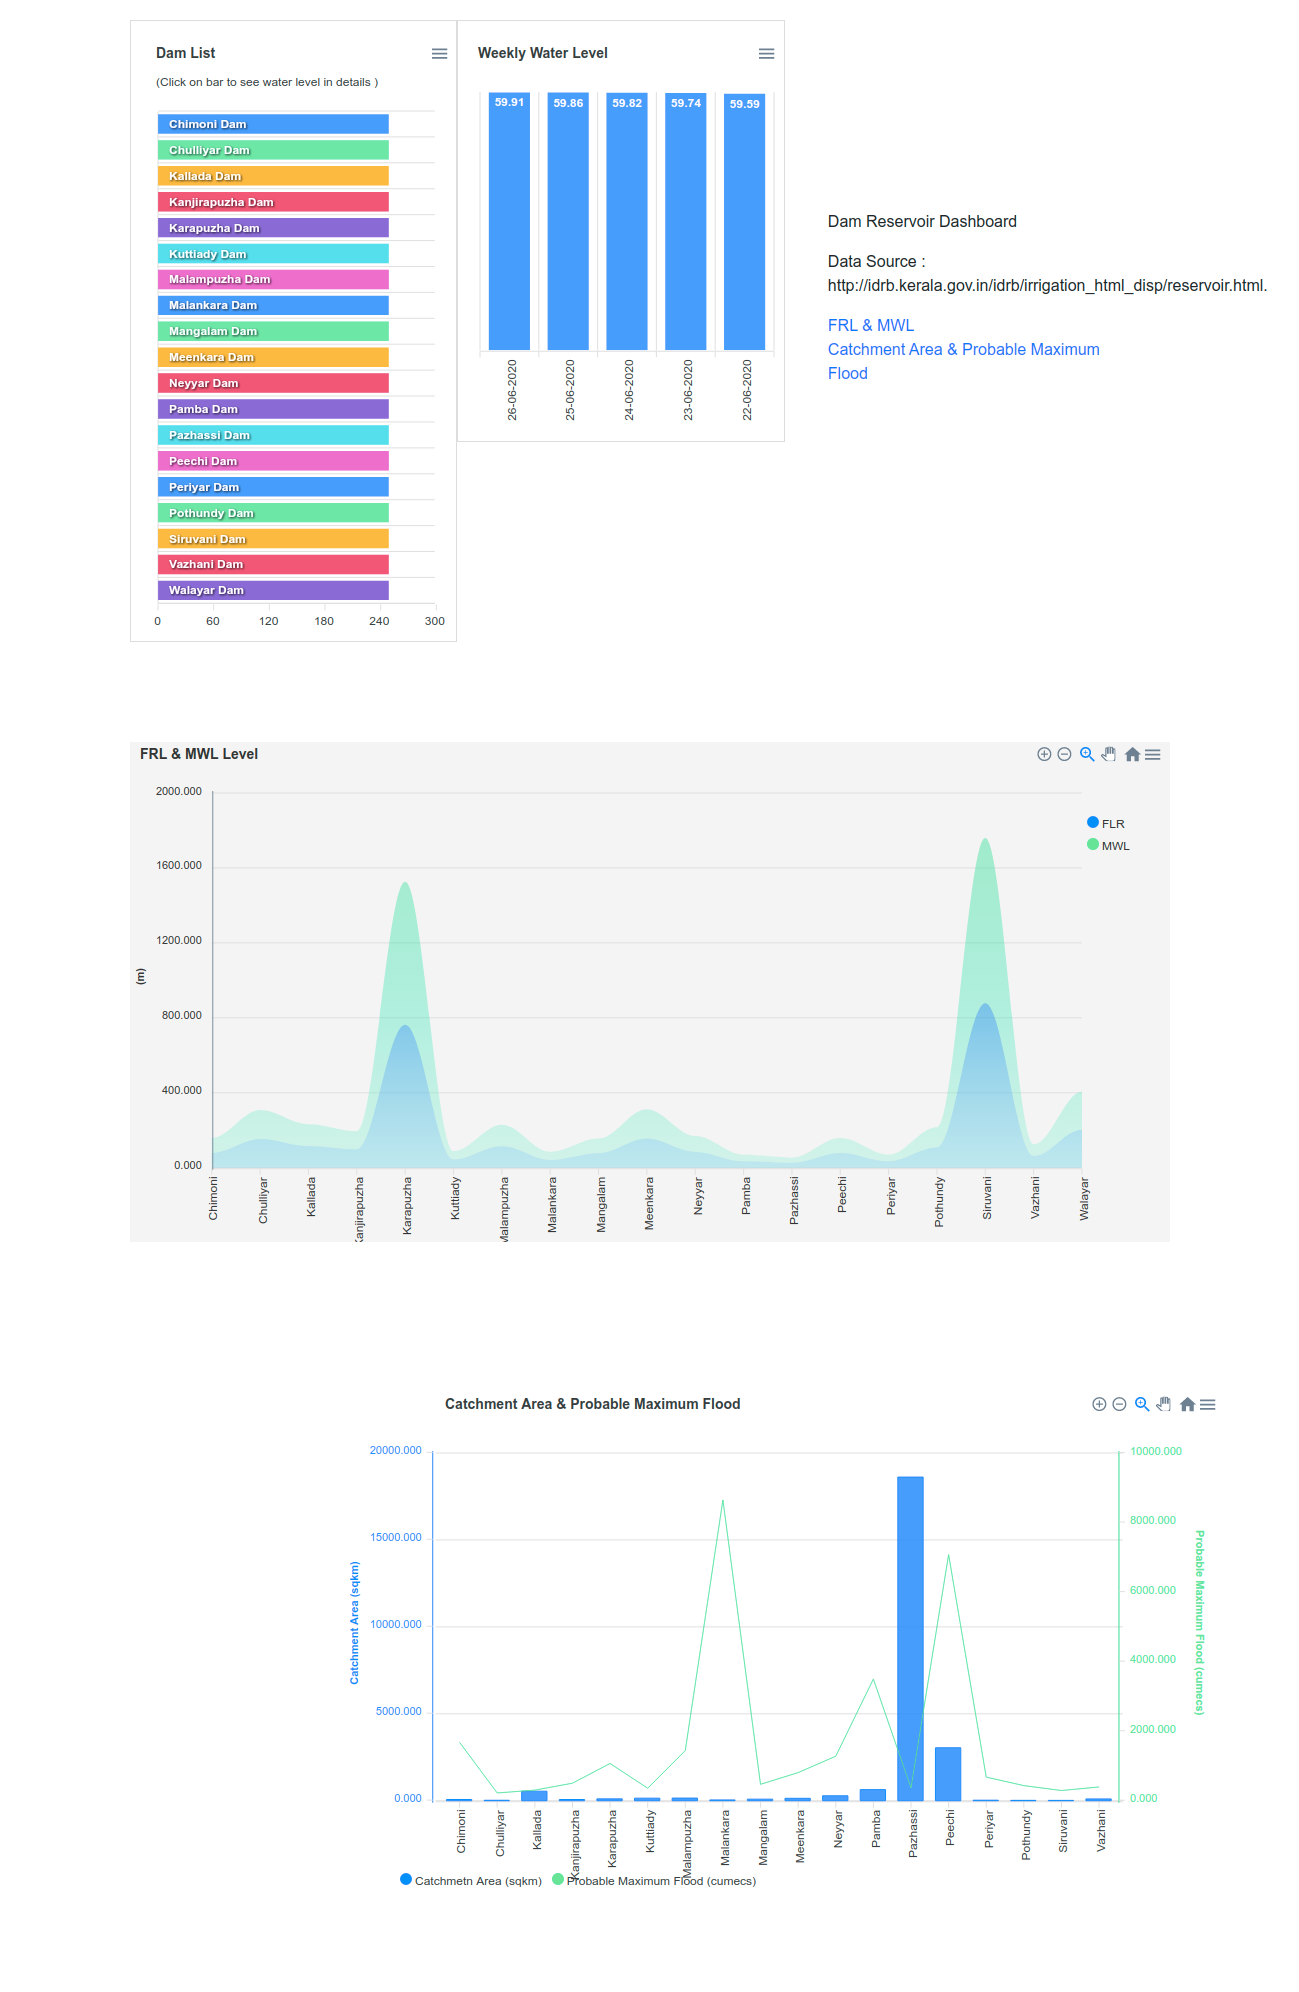 Dam List
(Click on bar to see water level in details )
Chimoni Dam
Chulliyar Dam
Kallada Dam
Kanjirapuzha Dam
Karapuzha Dam
Kuttiady Dam
Malampuzha Dam
Malankara Dam
Mangalam Dam
Meenkara Dam
Neyyar Dam
Pamba Dam
Pazhassi Dam
Peechi Dam
Periyar Dam
Pothundy Dam
Siruvani Dam
Vazhani Dam
Walayar Dam
0 60 120 180 240 300
Weekly Water Level
59.91 59.86 59.82 59.74 59.59
26-06-2020
25-06-2020
24-06-2020
23-06-2020
22-06-2020
Dam Reservoir Dashboard
Data Source :
http://idrb.kerala.gov.in/idrb/irrigation_html_disp/reservoir.html.
FRL & MWL
Catchment Area & Probable Maximum
Flood
FRL & MWL Level
2000.000
1600.000
1200.000
800.000
400.000
0.000
(m)
FLR
MWL
Chimoni
Chulliyar
Kallada
Kanjirapuzha
Karapuzha
Kuttiady
Malampuzha
Malankara
Mangalam
Meenkara
Neyyar
Pamba
Pazhassi
Peechi
Periyar
Pothundy
Siruvani
Vazhani
Walayar
Catchment Area & Probable Maximum Flood
20000.000
15000.000
10000.000
5000.000
0.000
Catchment Area (sqkm)
10000.000
8000.000
6000.000
4000.000
2000.000
0.000
Probable Maximum Flood (cumecs)
Chimoni
Chulliyar
Kallada
Kanjirapuzha
Karapuzha
Kuttiady
Malampuzha
Malankara
Mangalam
Meenkara
Neyyar
Pamba
Pazhassi
Peechi
Periyar
Pothundy
Siruvani
Vazhani
Catchmetn Area (sqkm) Probable Maximum Flood (cumecs)